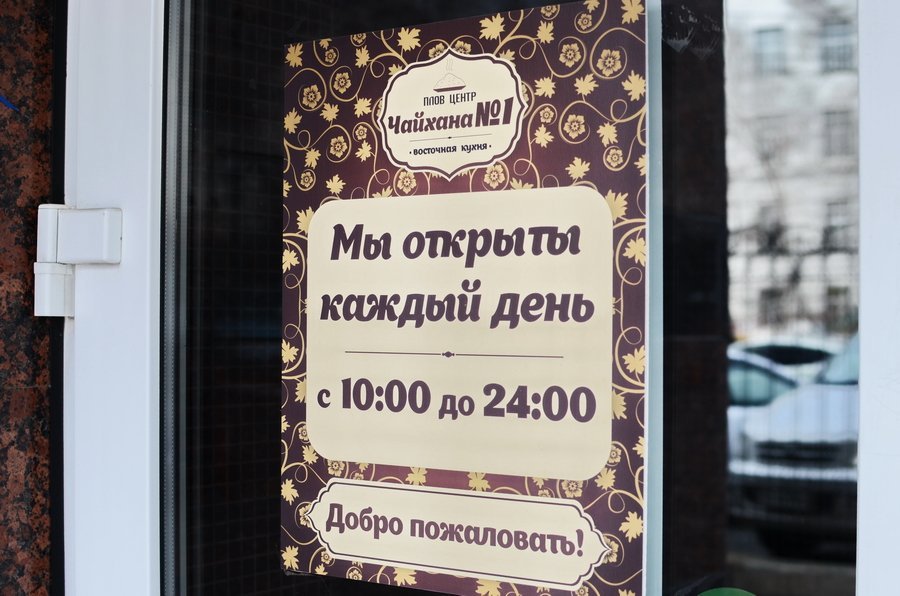 ПЛОВ ЦЕНТР
Чайхана №1
· восточная кухня ·
Мы открыты
каждый день
с 10:00 до 24:00
Добро пожаловать!